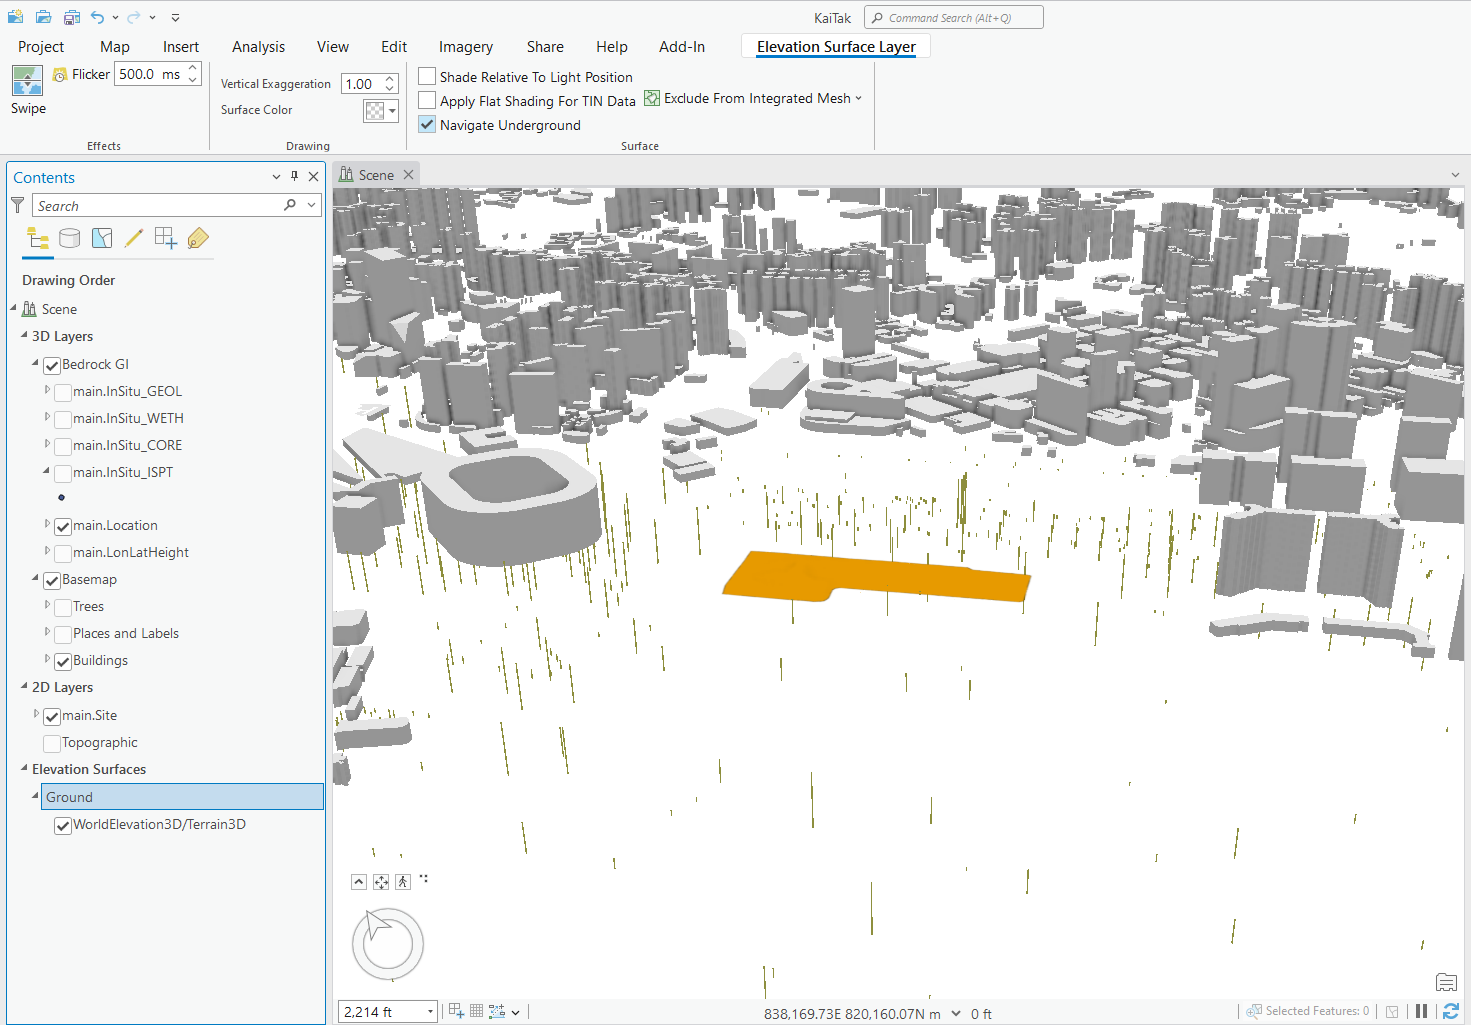 KaiTak
Command Search (Alt+Q)
Project Map Insert Analysis View Edit Imagery Share Help Add-In Elevation Surface Layer
Swipe
Flicker 500.0 ms
Effects
Vertical Exaggeration 1.00
Surface Color
Drawing
Shade Relative To Light Position
Apply Flat Shading For TIN Data
Navigate Underground
Exclude From Integrated Mesh
Surface
Contents
Search
Drawing Order
Scene
3D Layers
Bedrock GI
main.InSitu_GEOL
main.InSitu_WETH
main.InSitu_CORE
main.InSitu_ISPT
main.Location
main.LonLatHeight
Basemap
Trees
Places and Labels
Buildings
2D Layers
main.Site
Topographic
Elevation Surfaces
Ground
WorldElevation3D/Terrain3D
Scene
2,214 ft
838,169.73E 820,160.07N m
0 ft
Selected Features: 0